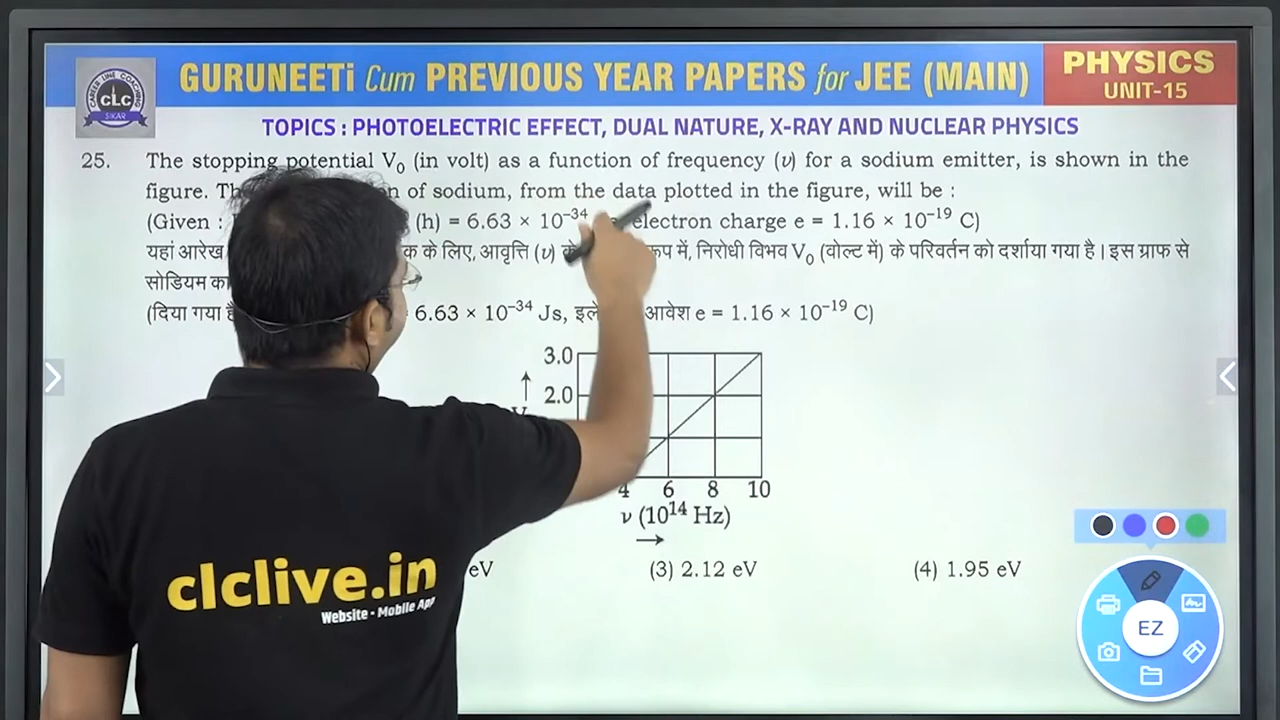 GURUNEETi Cum PREVIOUS YEAR PAPERS for JEE (MAIN)
PHYSICS
UNIT-15
CAREER LINE COACHING
CLC
SIKAR
TOPICS : PHOTOELECTRIC EFFECT, DUAL NATURE, X-RAY AND NUCLEAR PHYSICS
25. The stopping potential V₀ (in volt) as a function of frequency (ν) for a sodium emitter, is shown in the
figure. of sodium, from the data plotted in the figure, will be :
(Given : (h) = 6.63 × 10⁻³⁴ electron charge e = 1.16 × 10⁻¹⁹ C)
यहां आरेख क के लिए, आवृत्ति (ν) रूप में, निरोधी विभव V₀ (वोल्ट में) के परिवर्तन को दर्शाया गया है। इस ग्राफ से
सोडियम का
(दिया गया 6.63 × 10⁻³⁴ Js, आवेश e = 1.16 × 10⁻¹⁹ C)
3.0
↑ 2.0
4 6 8 10
ν (10¹⁴ Hz)
→
eV (3) 2.12 eV (4) 1.95 eV
EZ
clclive.in
Website - Mobile App